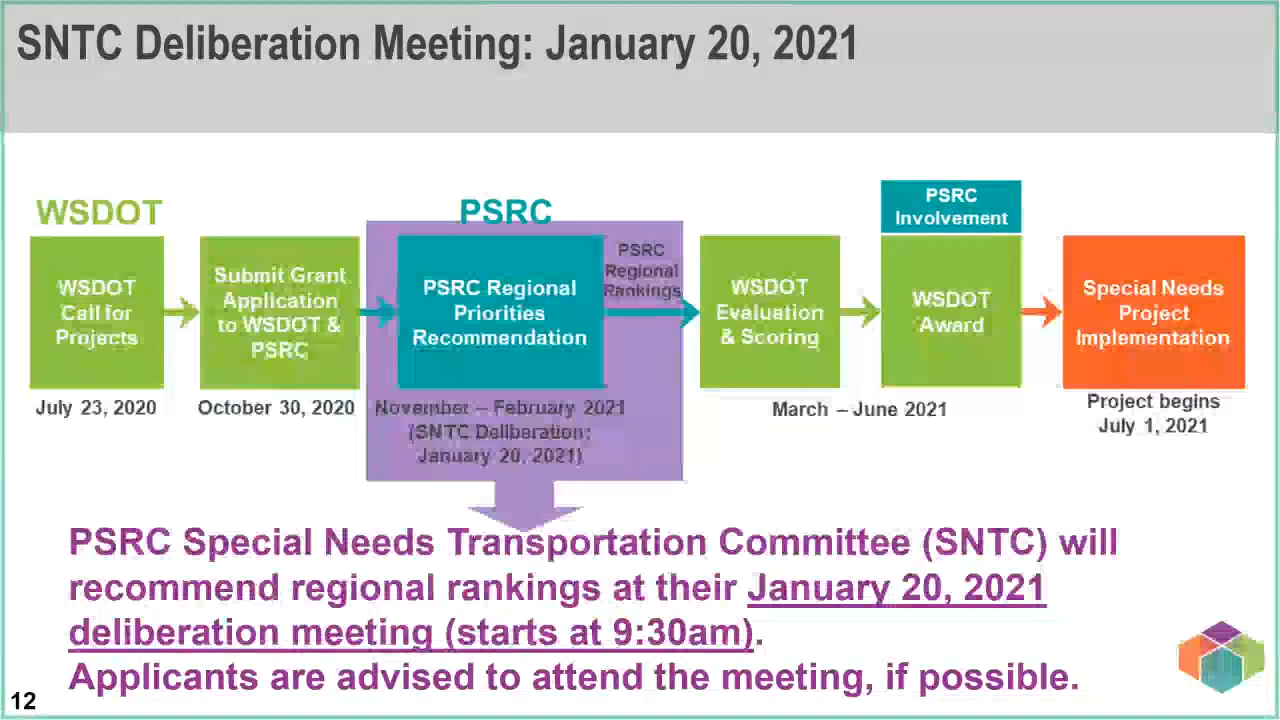 SNTC Deliberation Meeting: January 20, 2021
WSDOT
PSRC
PSRC
Involvement
WSDOT
Call for
Projects
Submit Grant
Application
to WSDOT &
PSRC
PSRC Regional
Priorities
Recommendation
PSRC
Regional
Rankings
WSDOT
Evaluation
& Scoring
WSDOT
Award
Special Needs
Project
Implementation
July 23, 2020
October 30, 2020
November – February 2021
(SNTC Deliberation:
January 20, 2021)
March – June 2021
Project begins
July 1, 2021
PSRC Special Needs Transportation Committee (SNTC) will
recommend regional rankings at their January 20, 2021
deliberation meeting (starts at 9:30am).
Applicants are advised to attend the meeting, if possible.
12